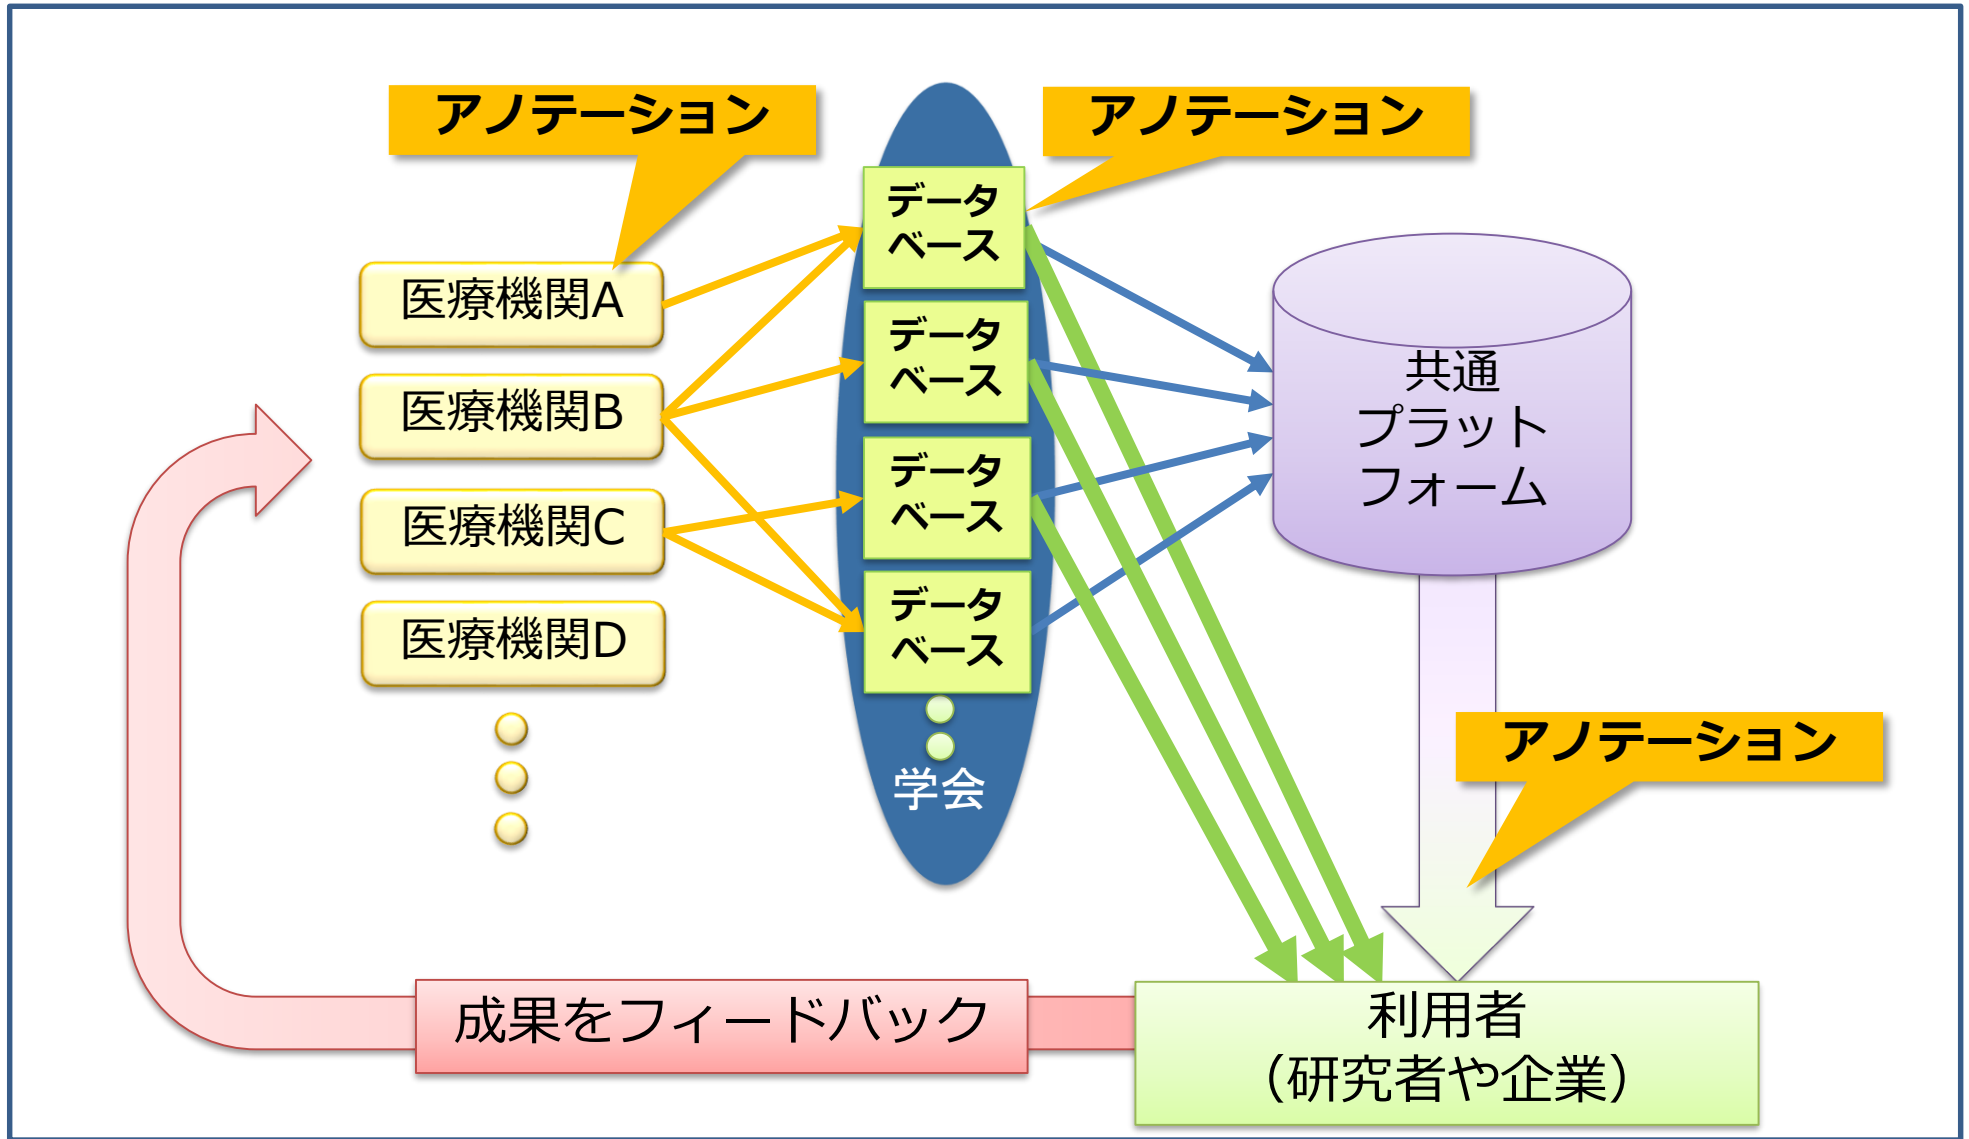 アノテーション
アノテーション
データ
ベース
医療機関A
データ
ベース
医療機関B
共通
プラット
フォーム
データ
ベース
医療機関C
データ
ベース
医療機関D
アノテーション
学会
成果をフィードバック
利用者
（研究者や企業）